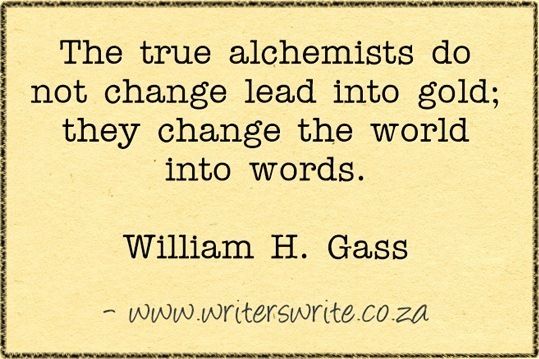 The true alchemists do
not change lead into gold;
they change the world
into words.
William H. Gass
- www.writerswrite.co.za